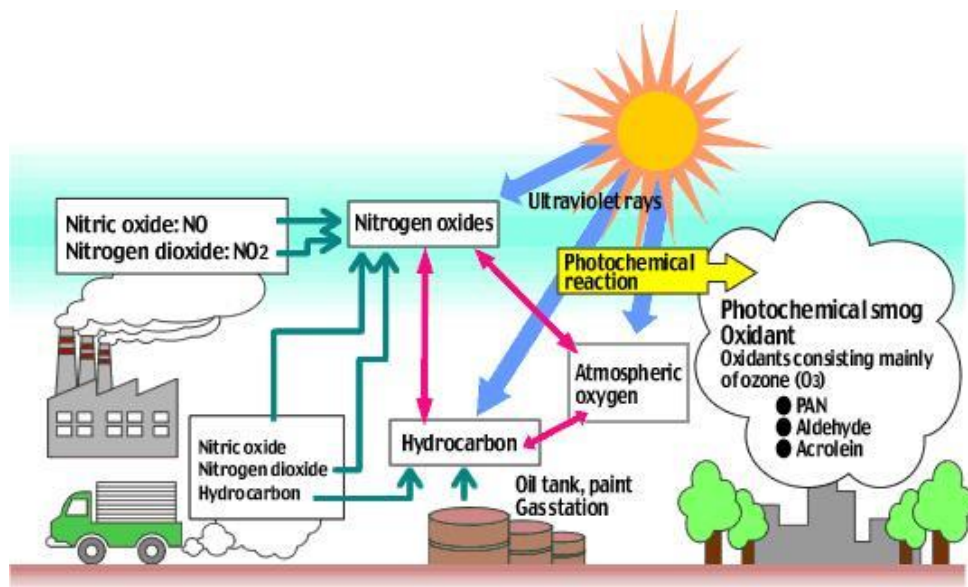 Nitric oxide: NO
Nitrogen dioxide: NO2
Nitrogen oxides
Ultraviolet rays
Photochemical
reaction
Photochemical smog
Oxidant
Oxidants consisting mainly
of ozone (O3)
● PAN
● Aldehyde
● Acrolein
Atmospheric
oxygen
Hydrocarbon
Nitric oxide
Nitrogen dioxide
Hydrocarbon
Oil tank, paint
Gas station